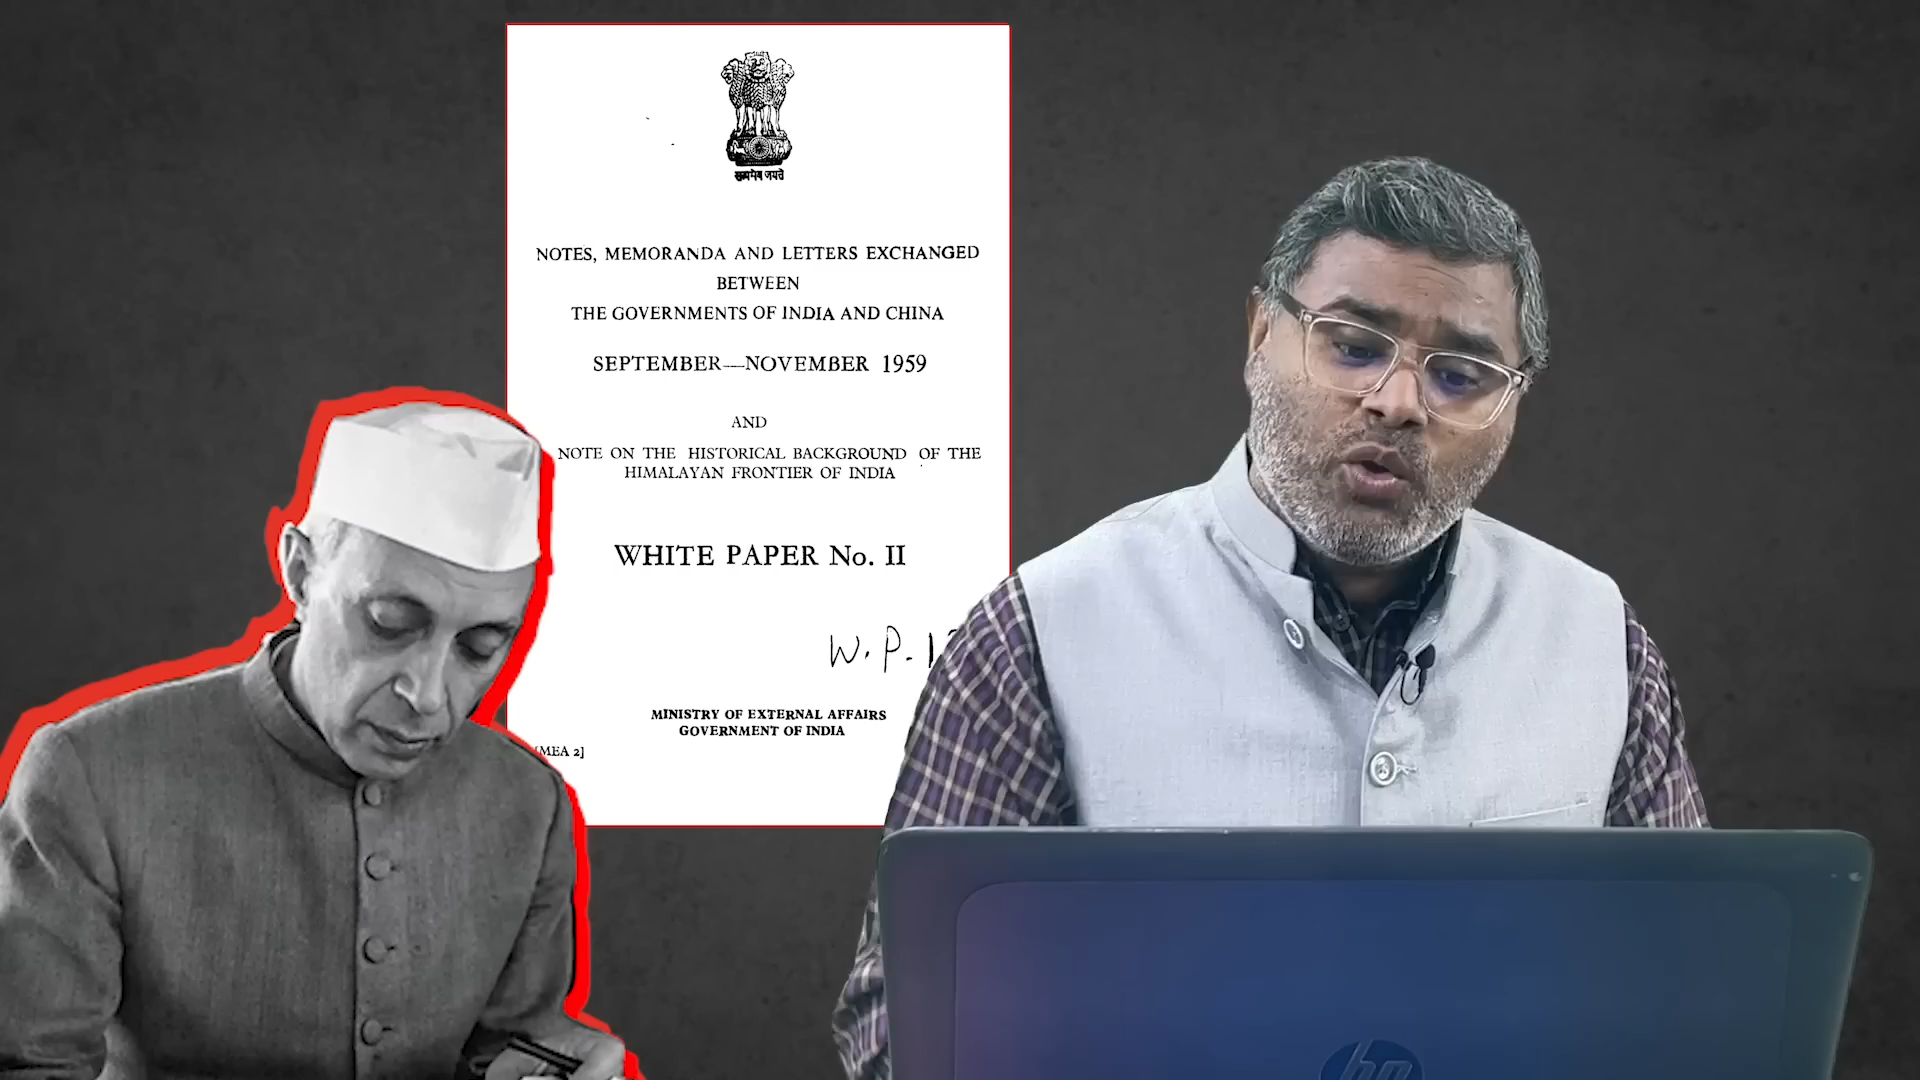 सत्यमेव जयते
NOTES, MEMORANDA AND LETTERS EXCHANGED
BETWEEN
THE GOVERNMENTS OF INDIA AND CHINA
SEPTEMBER—NOVEMBER 1959
AND
NOTE ON THE HISTORICAL BACKGROUND OF THE
HIMALAYAN FRONTIER OF INDIA
WHITE PAPER No. II
W. P. 1
MINISTRY OF EXTERNAL AFFAIRS
GOVERNMENT OF INDIA
[MEA 2]
hp